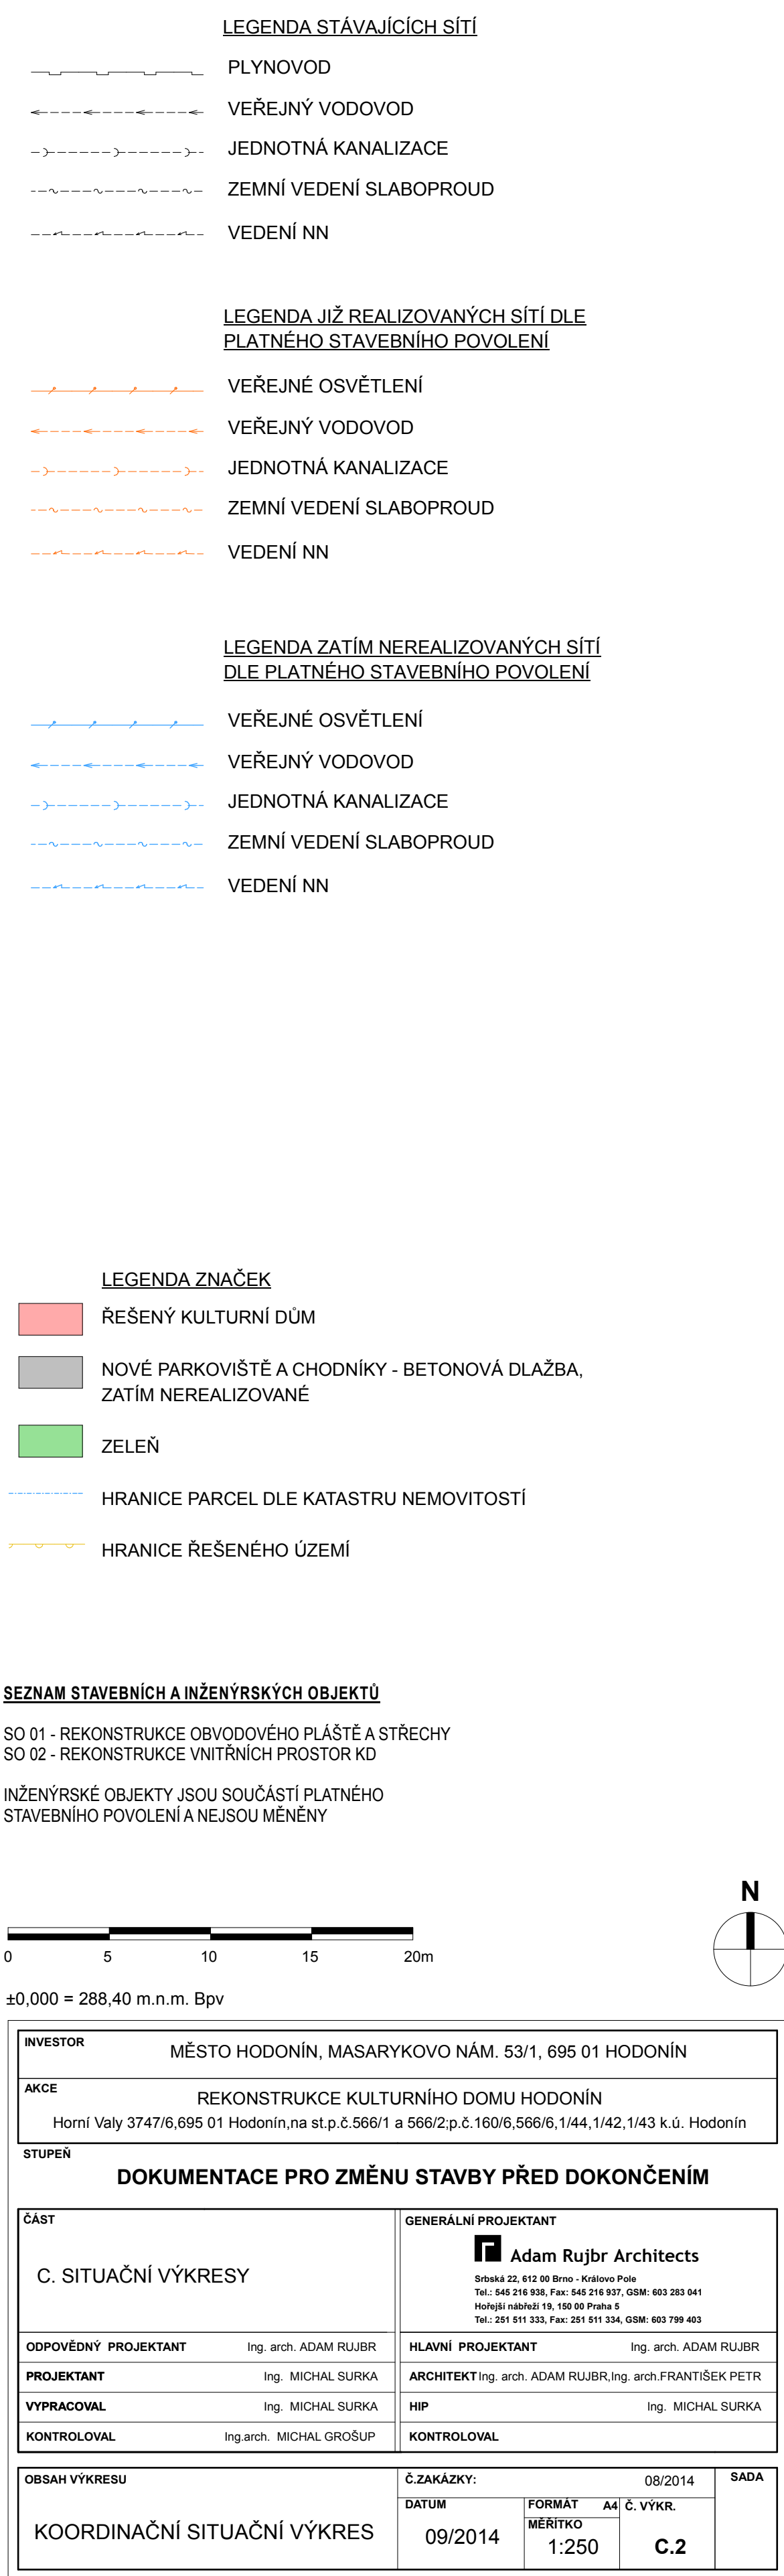 LEGENDA STÁVAJÍCÍCH SÍTÍ
PLYNOVOD
VEŘEJNÝ VODOVOD
JEDNOTNÁ KANALIZACE
ZEMNÍ VEDENÍ SLABOPROUD
VEDENÍ NN
LEGENDA JIŽ REALIZOVANÝCH SÍTÍ DLE
PLATNÉHO STAVEBNÍHO POVOLENÍ
VEŘEJNÉ OSVĚTLENÍ
VEŘEJNÝ VODOVOD
JEDNOTNÁ KANALIZACE
ZEMNÍ VEDENÍ SLABOPROUD
VEDENÍ NN
LEGENDA ZATÍM NEREALIZOVANÝCH SÍTÍ
DLE PLATNÉHO STAVEBNÍHO POVOLENÍ
VEŘEJNÉ OSVĚTLENÍ
VEŘEJNÝ VODOVOD
JEDNOTNÁ KANALIZACE
ZEMNÍ VEDENÍ SLABOPROUD
VEDENÍ NN
LEGENDA ZNAČEK
ŘEŠENÝ KULTURNÍ DŮM
NOVÉ PARKOVIŠTĚ A CHODNÍKY - BETONOVÁ DLAŽBA,
ZATÍM NEREALIZOVANÉ
ZELEŇ
HRANICE PARCEL DLE KATASTRU NEMOVITOSTÍ
HRANICE ŘEŠENÉHO ÚZEMÍ
SEZNAM STAVEBNÍCH A INŽENÝRSKÝCH OBJEKTŮ
SO 01 - REKONSTRUKCE OBVODOVÉHO PLÁŠTĚ A STŘECHY
SO 02 - REKONSTRUKCE VNITŘNÍCH PROSTOR KD
INŽENÝRSKÉ OBJEKTY JSOU SOUČÁSTÍ PLATNÉHO
STAVEBNÍHO POVOLENÍ A NEJSOU MĚNĚNY
N
0 5 10 15 20m
±0,000 = 288,40 m.n.m. Bpv
INVESTOR MĚSTO HODONÍN, MASARYKOVO NÁM. 53/1, 695 01 HODONÍN
AKCE REKONSTRUKCE KULTURNÍHO DOMU HODONÍN
Horní Valy 3747/6,695 01 Hodonín,na st.p.č.566/1 a 566/2;p.č.160/6,566/6,1/44,1/42,1/43 k.ú. Hodonín
STUPEŇ
DOKUMENTACE PRO ZMĚNU STAVBY PŘED DOKONČENÍM
ČÁST
C. SITUAČNÍ VÝKRESY
GENERÁLNÍ PROJEKTANT
Adam Rujbr Architects
Srbská 22, 612 00 Brno - Královo Pole
Tel.: 545 216 938, Fax: 545 216 937, GSM: 603 283 041
Hořejší nábřeží 19, 150 00 Praha 5
Tel.: 251 511 333, Fax: 251 511 334, GSM: 603 799 403
ODPOVĚDNÝ PROJEKTANT Ing. arch. ADAM RUJBR
HLAVNÍ PROJEKTANT Ing. arch. ADAM RUJBR
PROJEKTANT Ing. MICHAL SURKA
ARCHITEKT Ing. arch. ADAM RUJBR,Ing. arch.FRANTIŠEK PETR
VYPRACOVAL Ing. MICHAL SURKA
HIP Ing. MICHAL SURKA
KONTROLOVAL Ing.arch. MICHAL GROŠUP
KONTROLOVAL
OBSAH VÝKRESU
KOORDINAČNÍ SITUAČNÍ VÝKRES
Č.ZAKÁZKY: 08/2014
SADA
DATUM
09/2014
FORMÁT A4
MĚŘÍTKO
1:250
Č. VÝKR.
C.2